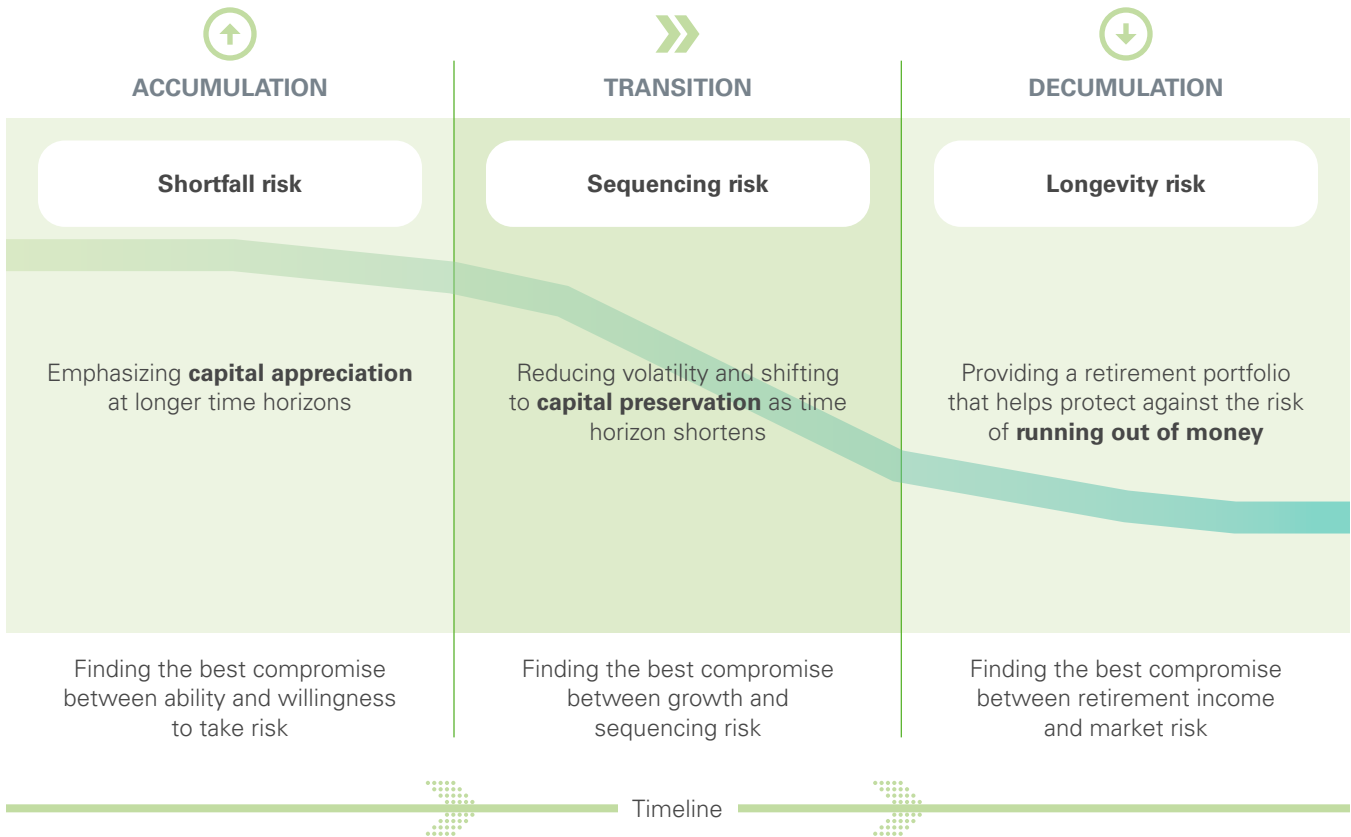 ACCUMULATION
TRANSITION
DECUMULATION
Shortfall risk
Sequencing risk
Longevity risk
Emphasizing capital appreciation
at longer time horizons
Reducing volatility and shifting
to capital preservation as time
horizon shortens
Providing a retirement portfolio
that helps protect against the risk
of running out of money
Finding the best compromise
between ability and willingness
to take risk
Finding the best compromise
between growth and
sequencing risk
Finding the best compromise
between retirement income
and market risk
Timeline